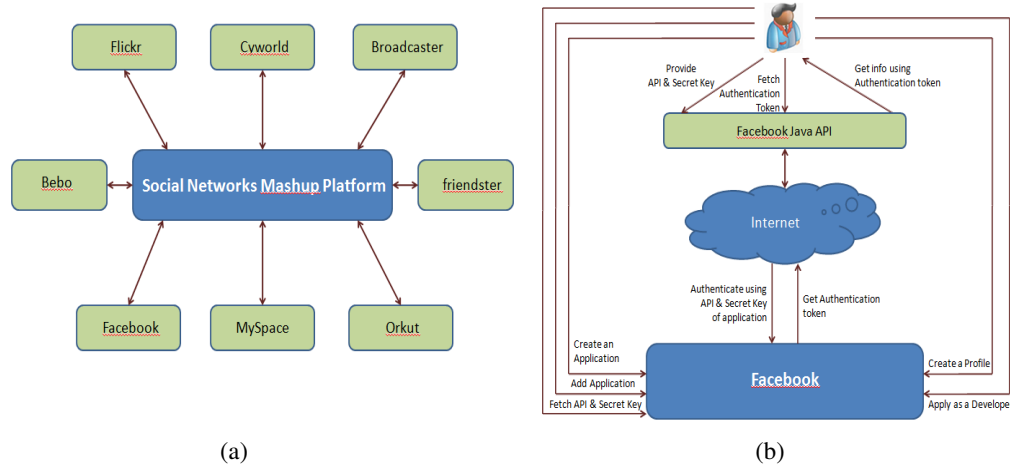 Flickr
Cyworld
Broadcaster
Bebo
Social Networks Mashup Platform
friendster
Facebook
MySpace
Orkut
(a)
Provide
API & Secret Key
Fetch
Authentication
Token
Get info using
Authentication token
Facebook Java API
Internet
Authenticate using
API & Secret Key
of application
Get Authentication
token
Create an
Application
Add Application
Fetch API & Secret Key
Facebook
Create a Profile
Apply as a Develope
(b)